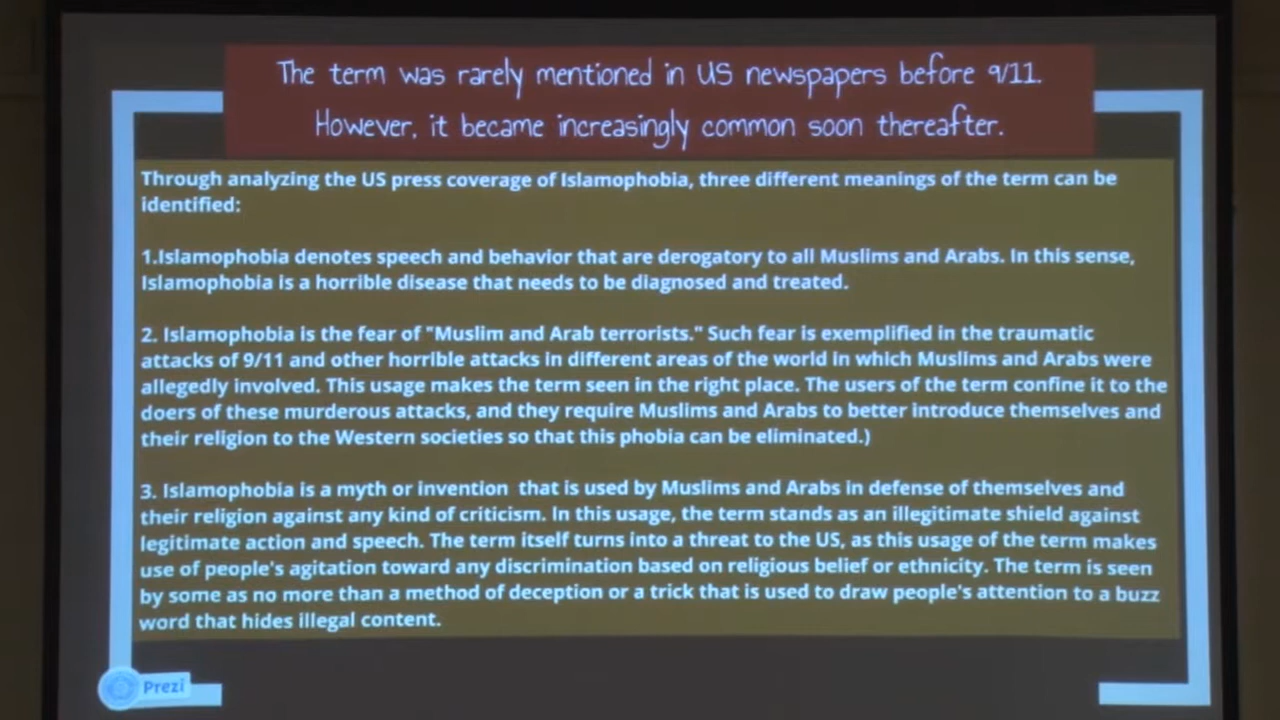 The term was rarely mentioned in US newspapers before 9/11.
However, it became increasingly common soon thereafter.
Through analyzing the US press coverage of Islamophobia, three different meanings of the term can be
identified:
1.Islamophobia denotes speech and behavior that are derogatory to all Muslims and Arabs. In this sense,
Islamophobia is a horrible disease that needs to be diagnosed and treated.
2. Islamophobia is the fear of "Muslim and Arab terrorists." Such fear is exemplified in the traumatic
attacks of 9/11 and other horrible attacks in different areas of the world in which Muslims and Arabs were
allegedly involved. This usage makes the term seen in the right place. The users of the term confine it to the
doers of these murderous attacks, and they require Muslims and Arabs to better introduce themselves and
their religion to the Western societies so that this phobia can be eliminated.)
3. Islamophobia is a myth or invention that is used by Muslims and Arabs in defense of themselves and
their religion against any kind of criticism. In this usage, the term stands as an illegitimate shield against
legitimate action and speech. The term itself turns into a threat to the US, as this usage of the term makes
use of people's agitation toward any discrimination based on religious belief or ethnicity. The term is seen
by some as no more than a method of deception or a trick that is used to draw people's attention to a buzz
word that hides illegal content.
Prezi